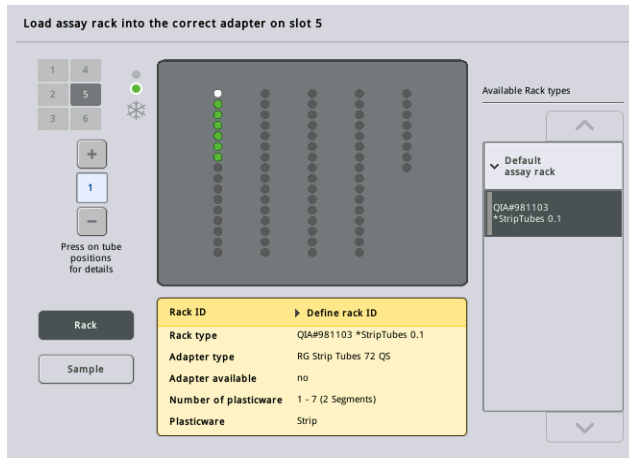 Load assay rack into the correct adapter on slot 5
1 4
2 5
3 6
+
1
−
Press on tube
positions
for details
Rack
Sample
Available Rack types
Default
assay rack
QIA#981103
*StripTubes 0.1
Rack ID Define rack ID
Rack type QIA#981103 *StripTubes 0.1
Adapter type RG Strip Tubes 72 QS
Adapter available no
Number of plasticware 1 - 7 (2 Segments)
Plasticware Strip